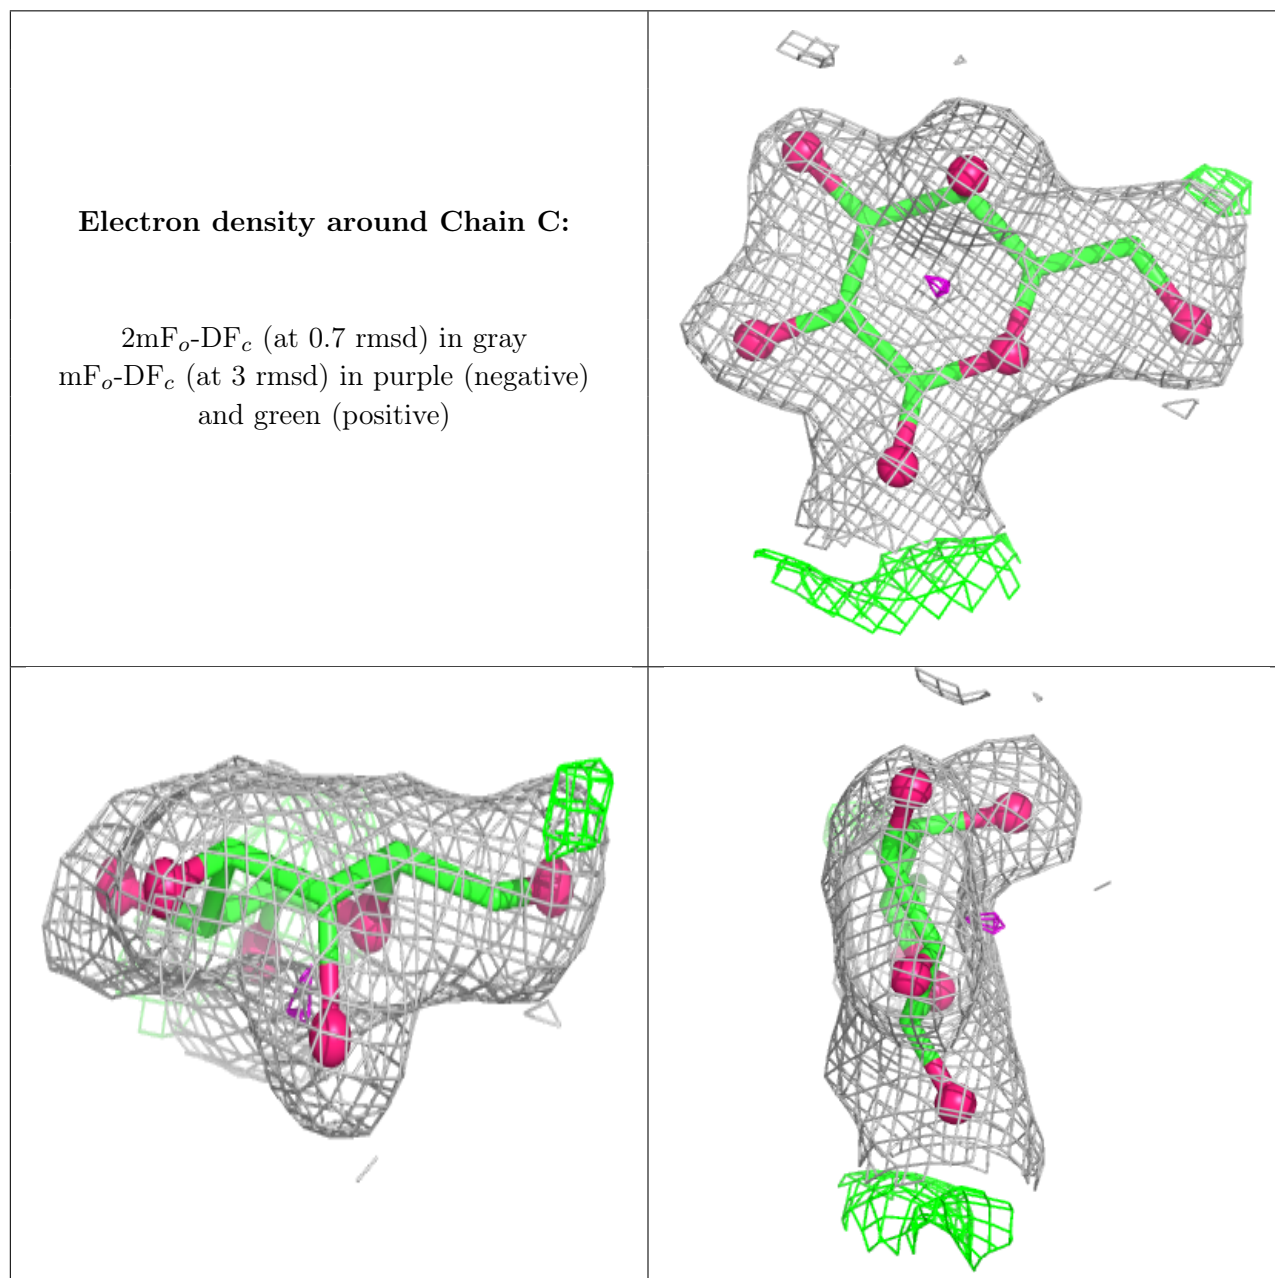 Electron density around Chain C:
2mFo-DFc (at 0.7 rmsd) in gray
mFo-DFc (at 3 rmsd) in purple (negative)
and green (positive)